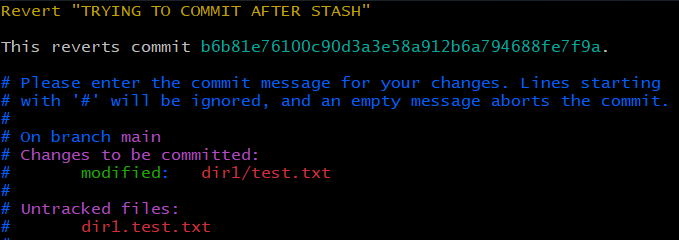 Revert "TRYING TO COMMIT AFTER STASH"
This reverts commit b6b81e76100c90d3a3e58a912b6a794688fe7f9a.
# Please enter the commit message for your changes. Lines starting
# with '#' will be ignored, and an empty message aborts the commit.
#
# On branch main
# Changes to be committed:
#       modified:   dir1/test.txt
#
# Untracked files:
#       dir1.test.txt